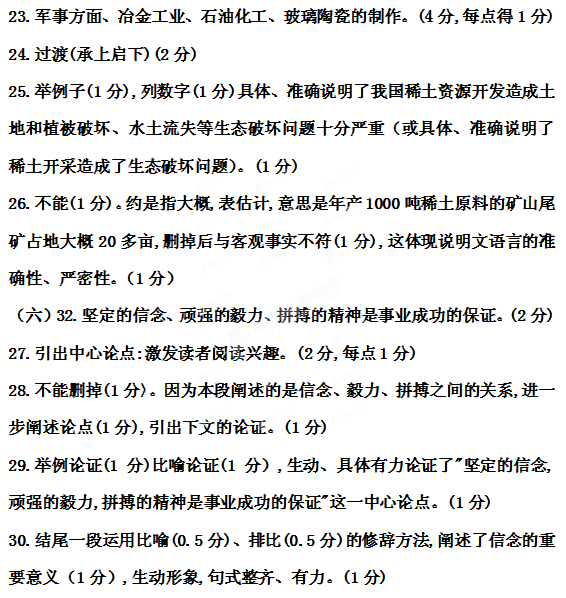 23.军事方面、冶金工业、石油化工、玻璃陶瓷的制作。(4分,每点得1分)
24.过渡(承上启下)(2分)
25.举例子(1分),列数字(1分)具体、准确说明了我国稀土资源开发造成土
地和植被破坏、水土流失等生态破坏问题十分严重（或具体、准确说明了
稀土开采造成了生态破坏问题）。(1分)
26.不能(1分)。约是指大概,表估计,意思是年产1000吨稀土原料的矿山尾
矿占地大概20多亩,删掉后与客观事实不符(1分),这体现说明文语言的准
确性、严密性。（1分）
（六）32.坚定的信念、顽强的毅力、拼搏的精神是事业成功的保证。(2分)
27.引出中心论点:激发读者阅读兴趣。(2分,每点1分)
28.不能删掉(1分〉。因为本段阐述的是信念、毅力、拼搏之间的关系,进一
步阐述论点(1分),引出下文的论证。(1分)
29.举例论证(1分)比喻论证(1分）,生动、具体有力论证了"坚定的信念,
顽强的毅力,拼搏的精神是事业成功的保证"这一中心论点。(1分)
30.结尾一段运用比喻(0.5分)、排比(0.5分)的修辞方法,阐述了信念的重
要意义（1分）,生动形象,句式整齐、有力。(1分)